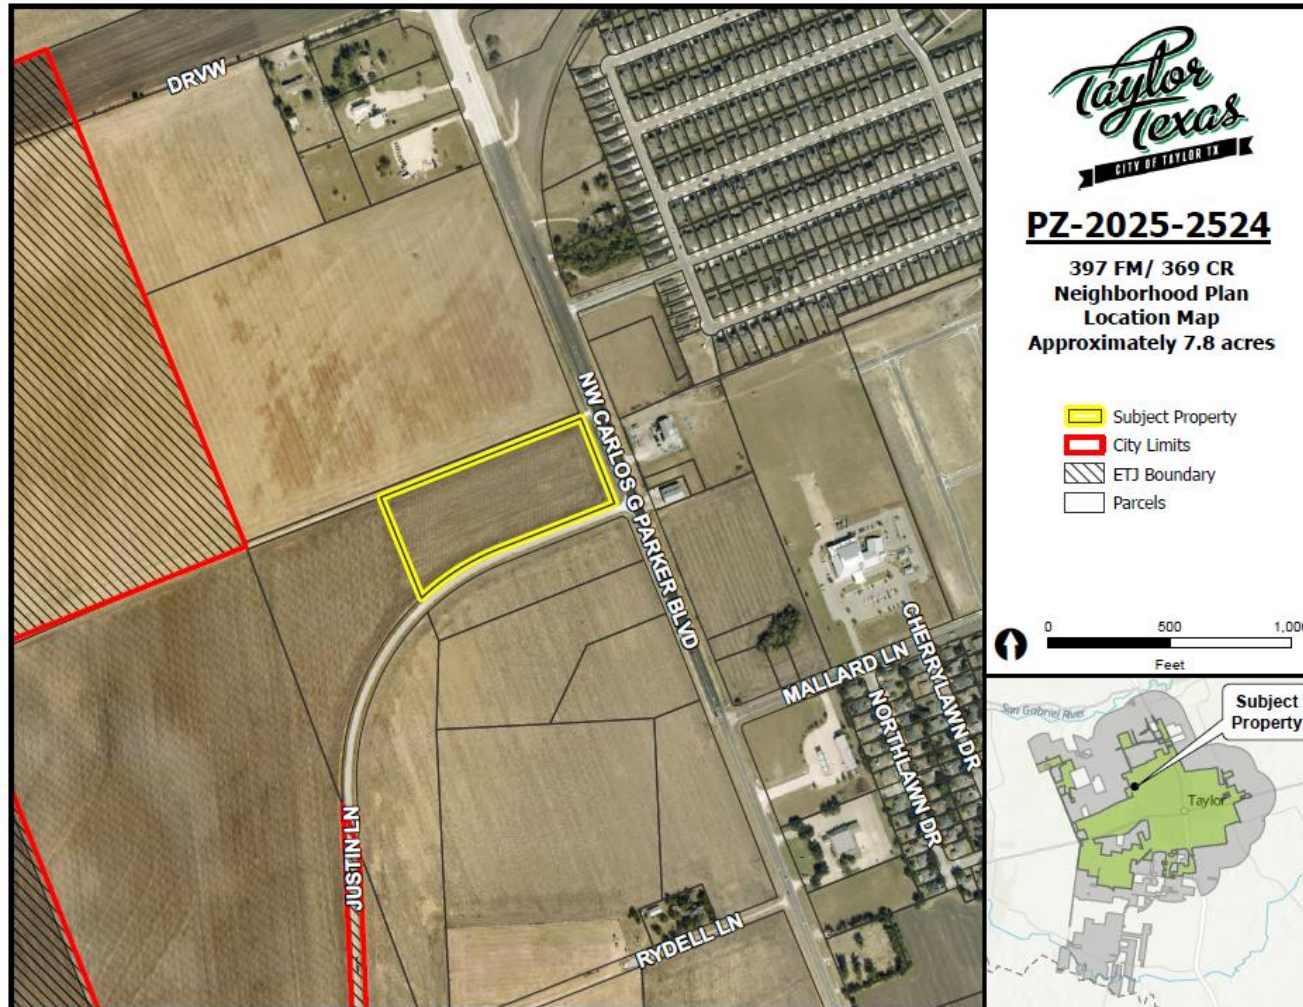 DRVW
NW CARLOS G PARKER BLVD
MALLARD LN
CHERRYLAWN DR
NORTHLAWN DR
JUSTIN LN
RYDELL LN
Taylor
Texas
CITY OF TAYLOR TX
PZ-2025-2524
397 FM/ 369 CR
Neighborhood Plan
Location Map
Approximately 7.8 acres
Subject Property
City Limits
ETJ Boundary
Parcels
0 500 1,00
Feet
San Gabriel River
Subject
Property
Taylor